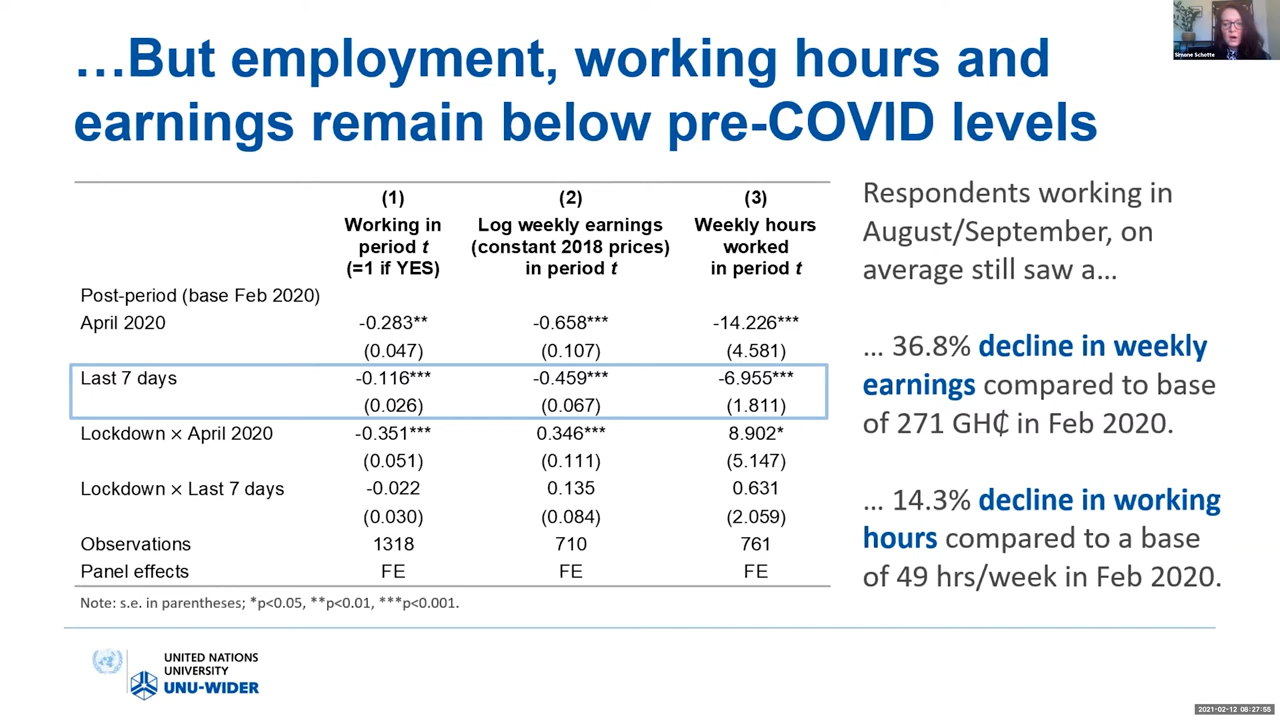 …But employment, working hours and
earnings remain below pre-COVID levels
Simone Schotte
(1) (2) (3)
Working in Log weekly earnings Weekly hours
period t (constant 2018 prices) worked
(=1 if YES) in period t in period t
Post-period (base Feb 2020)
April 2020 -0.283** -0.658*** -14.226***
(0.047) (0.107) (4.581)
Last 7 days -0.116*** -0.459*** -6.955***
(0.026) (0.067) (1.811)
Lockdown × April 2020 -0.351*** 0.346*** 8.902*
(0.051) (0.111) (5.147)
Lockdown × Last 7 days -0.022 0.135 0.631
(0.030) (0.084) (2.059)
Observations 1318 710 761
Panel effects FE FE FE
Note: s.e. in parentheses; *p<0.05, **p<0.01, ***p<0.001.
Respondents working in
August/September, on
average still saw a…
… 36.8% decline in weekly
earnings compared to base
of 271 GH₵ in Feb 2020.
… 14.3% decline in working
hours compared to a base
of 49 hrs/week in Feb 2020.
UNITED NATIONS
UNIVERSITY
UNU-WIDER
2021-02-12 08:27:55